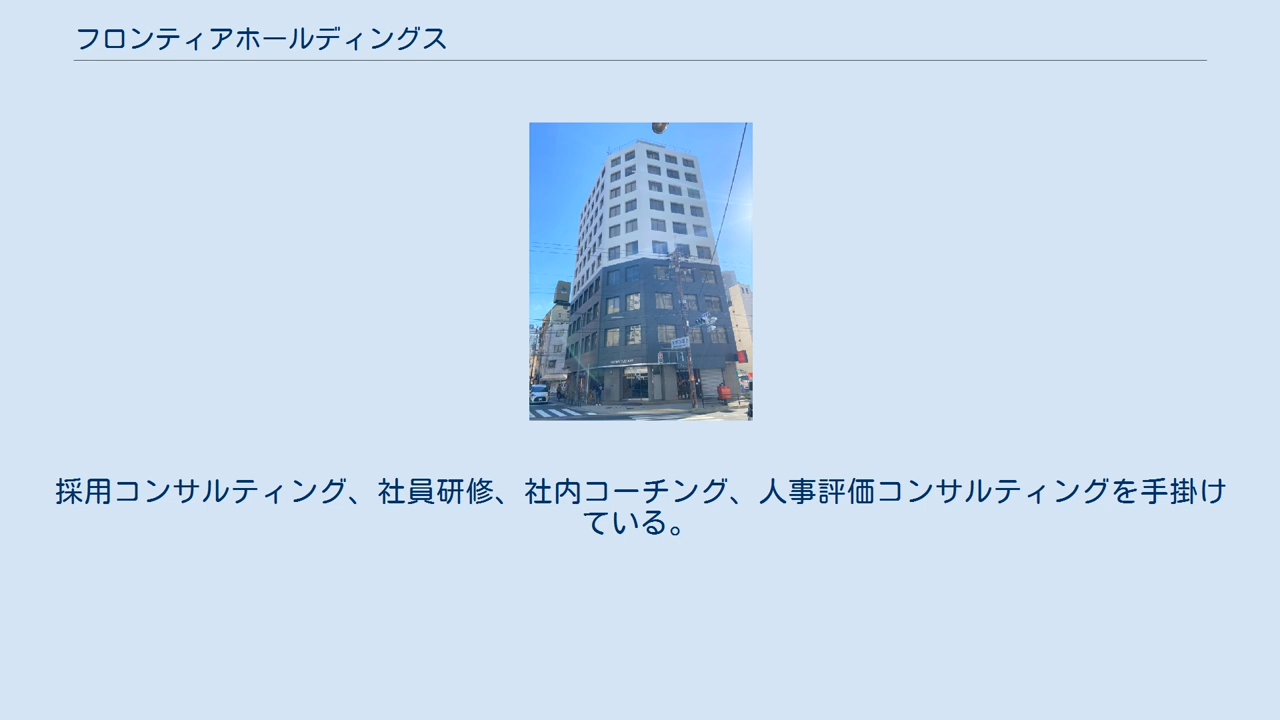 フロンティアホールディングス
採用コンサルティング、社員研修、社内コーチング、人事評価コンサルティングを手掛け
ている。